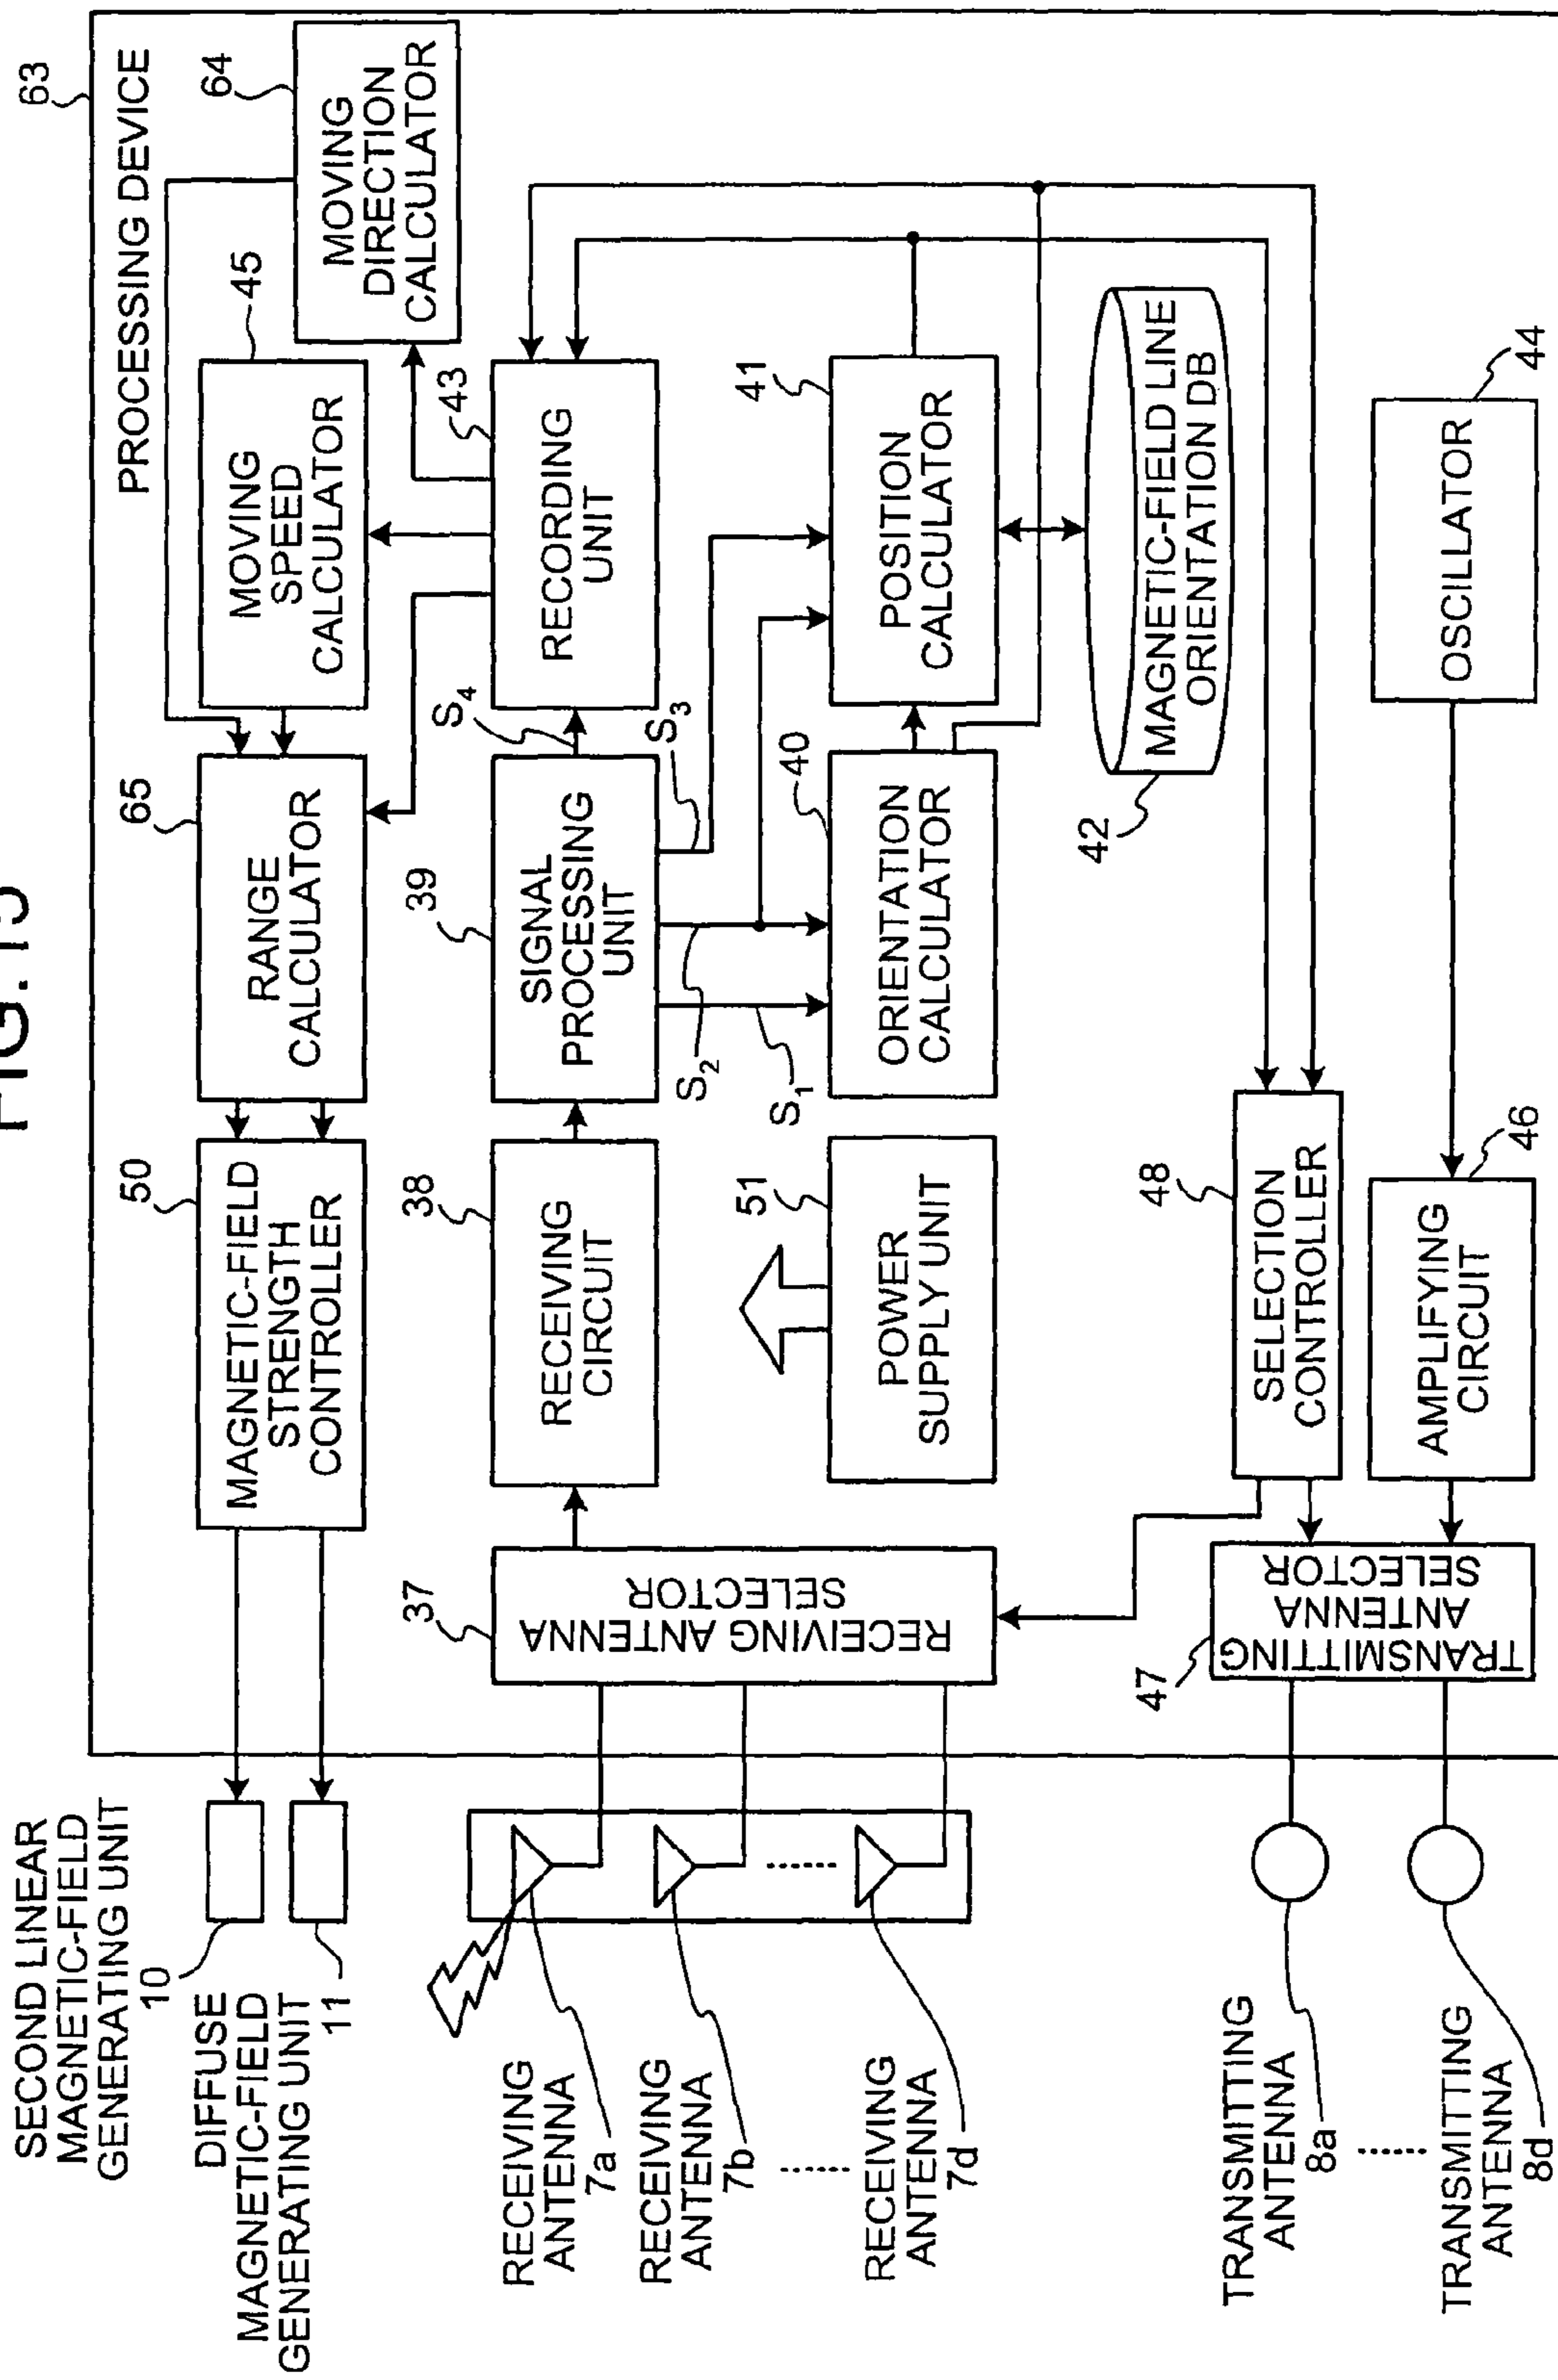 FIG.15
63
PROCESSING DEVICE
SECOND LINEAR
MAGNETIC-FIELD
GENERATING UNIT
10
DIFFUSE
MAGNETIC-FIELD
GENERATING UNIT
11
50
MAGNETIC-FIELD
STRENGTH
CONTROLLER
65
RANGE
CALCULATOR
45
MOVING
SPEED
CALCULATOR
64
MOVING
DIRECTION
CALCULATOR
RECEIVING
ANTENNA
7a
RECEIVING
ANTENNA
7b
RECEIVING
ANTENNA
7d
37
RECEIVING ANTENNA
SELECTOR
38
RECEIVING
CIRCUIT
39
SIGNAL
PROCESSING
UNIT
S4
S3
S2
S1
43
RECORDING
UNIT
51
POWER
SUPPLY UNIT
40
ORIENTATION
CALCULATOR
41
POSITION
CALCULATOR
42
MAGNETIC-FIELD LINE
ORIENTATION DB
TRANSMITTING
ANTENNA
8a
TRANSMITTING
ANTENNA
8d
47
TRANSMITTING
ANTENNA
SELECTOR
48
SELECTION
CONTROLLER
46
AMPLIFYING
CIRCUIT
44
OSCILLATOR